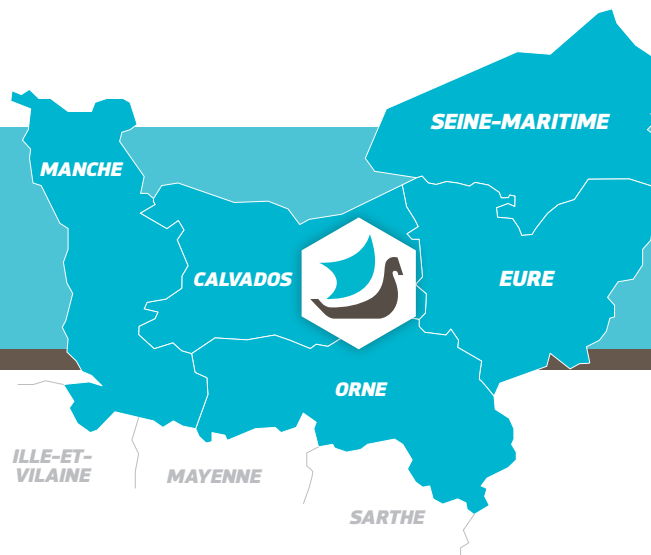 SEINE-MARITIME
MANCHE
CALVADOS
EURE
ORNE
ILLE-ET-
VILAINE
MAYENNE
SARTHE